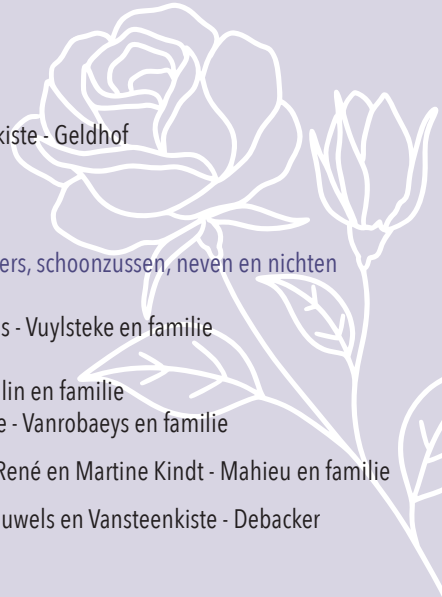 kiste - Geldhof
ers, schoonzussen, neven en nichten
s - Vuylsteke en familie
lin en familie
e - Vanrobaeys en familie
René en Martine Kindt - Mahieu en familie
uwels en Vansteenkiste - Debacker